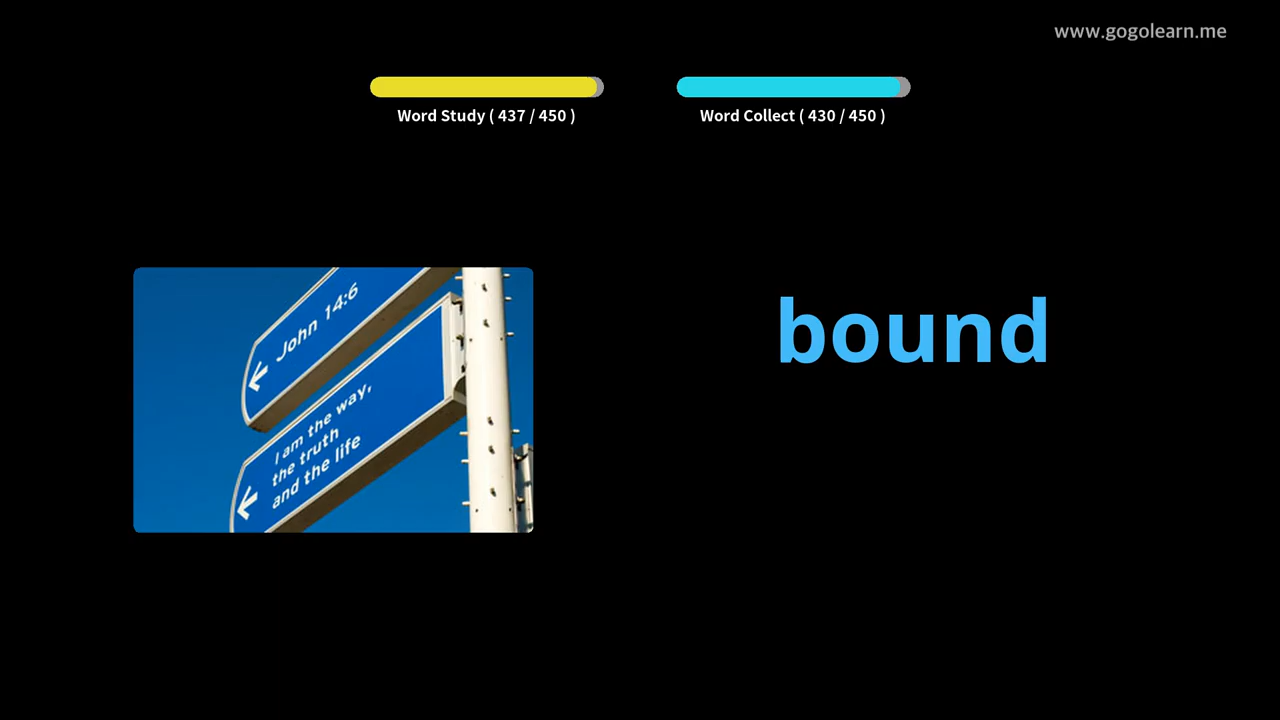 www.gogolearn.me
Word Study ( 437 / 450 )
Word Collect ( 430 / 450 )
John 14:6
I am the way,
the truth
and the life
bound